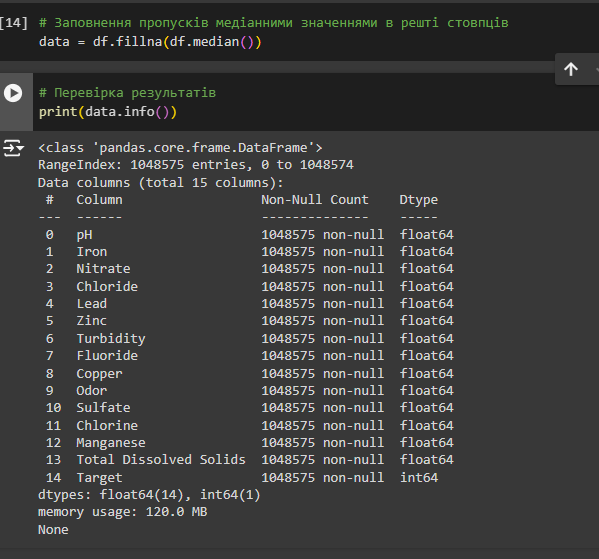 [14] # Заповнення пропусків медіанними значеннями в решті стовпців
data = df.fillna(df.median())
# Перевірка результатів
print(data.info())
<class 'pandas.core.frame.DataFrame'>
RangeIndex: 1048575 entries, 0 to 1048574
Data columns (total 15 columns):
 #   Column                  Non-Null Count    Dtype
---  ------                  --------------    -----
 0   pH                      1048575 non-null  float64
 1   Iron                    1048575 non-null  float64
 2   Nitrate                 1048575 non-null  float64
 3   Chloride                1048575 non-null  float64
 4   Lead                    1048575 non-null  float64
 5   Zinc                    1048575 non-null  float64
 6   Turbidity               1048575 non-null  float64
 7   Fluoride                1048575 non-null  float64
 8   Copper                  1048575 non-null  float64
 9   Odor                    1048575 non-null  float64
 10  Sulfate                 1048575 non-null  float64
 11  Chlorine                1048575 non-null  float64
 12  Manganese               1048575 non-null  float64
 13  Total Dissolved Solids  1048575 non-null  float64
 14  Target                  1048575 non-null  int64
dtypes: float64(14), int64(1)
memory usage: 120.0 MB
None